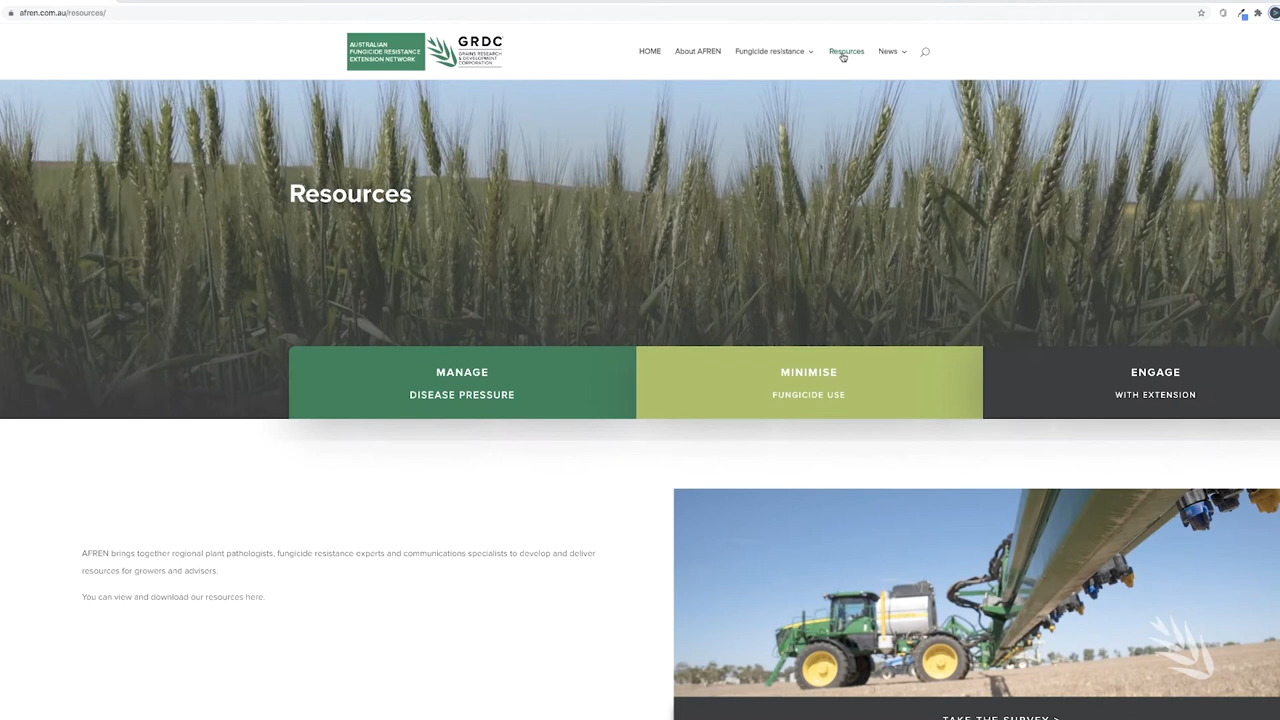 afren.com.au/resources/
AUSTRALIAN
FUNGICIDE RESISTANCE
EXTENSION NETWORK
GRDC
GRAINS RESEARCH
& DEVELOPMENT
CORPORATION
HOME About AFREN Fungicide resistance Resources News
Resources
MANAGE
DISEASE PRESSURE
MINIMISE
FUNGICIDE USE
ENGAGE
WITH EXTENSION
AFREN brings together regional plant pathologists, fungicide resistance experts and communications specialists to develop and deliver
resources for growers and advisers.
You can view and download our resources here.
TAKE THE SURVEY >